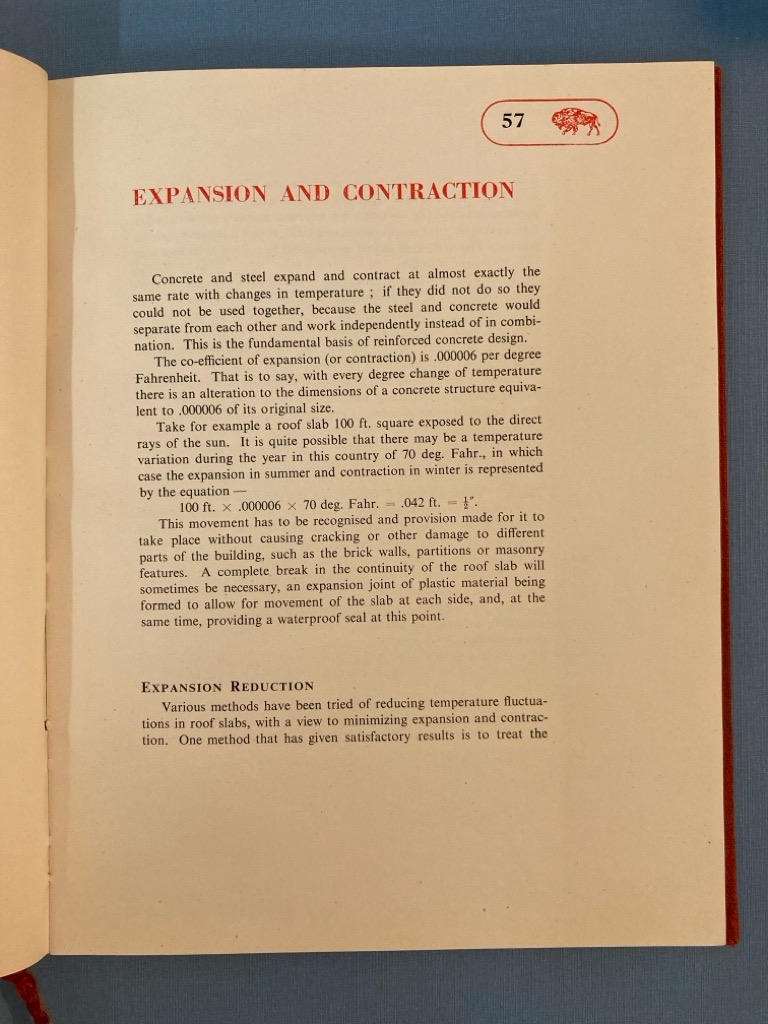 57
EXPANSION AND CONTRACTION
Concrete and steel expand and contract at almost exactly the
same rate with changes in temperature ; if they did not do so they
could not be used together, because the steel and concrete would
separate from each other and work independently instead of in combi-
nation. This is the fundamental basis of reinforced concrete design.
The co-efficient of expansion (or contraction) is .000006 per degree
Fahrenheit. That is to say, with every degree change of temperature
there is an alteration to the dimensions of a concrete structure equiva-
lent to .000006 of its original size.
Take for example a roof slab 100 ft. square exposed to the direct
rays of the sun. It is quite possible that there may be a temperature
variation during the year in this country of 70 deg. Fahr., in which
case the expansion in summer and contraction in winter is represented
by the equation —
100 ft. × .000006 × 70 deg. Fahr. = .042 ft. = ½″.
This movement has to be recognised and provision made for it to
take place without causing cracking or other damage to different
parts of the building, such as the brick walls, partitions or masonry
features. A complete break in the continuity of the roof slab will
sometimes be necessary, an expansion joint of plastic material being
formed to allow for movement of the slab at each side, and, at the
same time, providing a waterproof seal at this point.
EXPANSION REDUCTION
Various methods have been tried of reducing temperature fluctua-
tions in roof slabs, with a view to minimizing expansion and contrac-
tion. One method that has given satisfactory results is to treat the